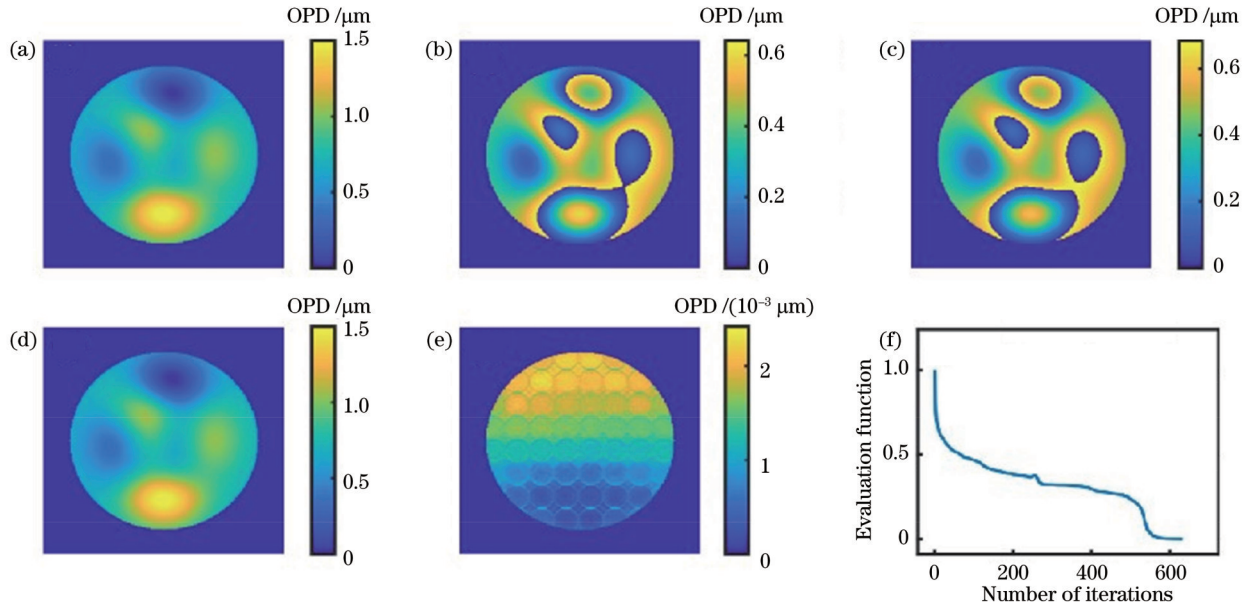 OPD /μm
OPD /μm
OPD /μm
(a)
1.5
1.0
0.5
0
(b)
0.6
0.4
0.2
0
(c)
0.6
0.4
0.2
0
OPD /μm
OPD /(10⁻³ μm)
(d)
1.5
1.0
0.5
0
(e)
2
1
0
(f)
Evaluation function
1.0
0.5
0
0
200
400
600
Number of iterations